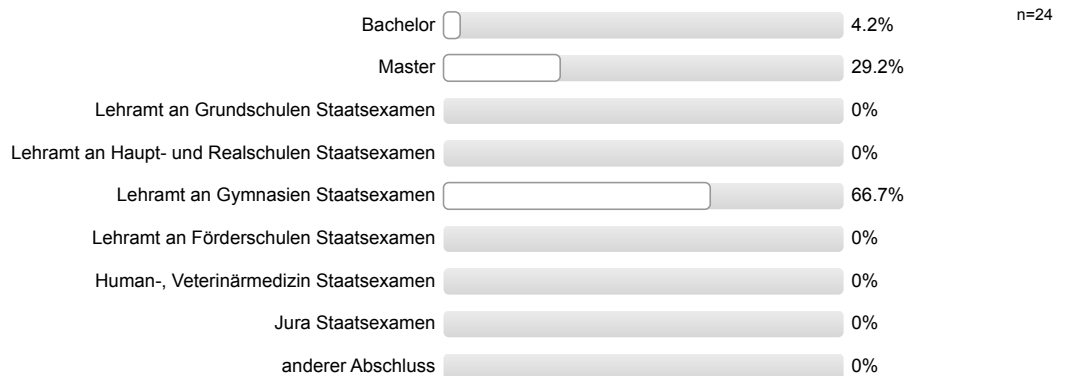 Bachelor 4.2% n=24
Master 29.2%
Lehramt an Grundschulen Staatsexamen 0%
Lehramt an Haupt- und Realschulen Staatsexamen 0%
Lehramt an Gymnasien Staatsexamen 66.7%
Lehramt an Förderschulen Staatsexamen 0%
Human-, Veterinärmedizin Staatsexamen 0%
Jura Staatsexamen 0%
anderer Abschluss 0%